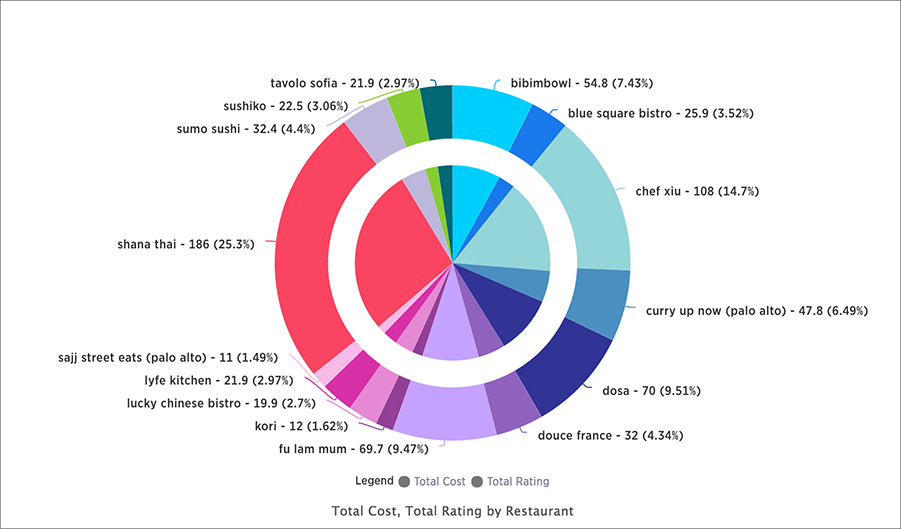 tavolo sofia - 21.9 (2.97%)
bibimbowl - 54.8 (7.43%)
sushiko - 22.5 (3.06%)
blue square bistro - 25.9 (3.52%)
sumo sushi - 32.4 (4.4%)
chef xiu - 108 (14.7%)
shana thai - 186 (25.3%)
curry up now (palo alto) - 47.8 (6.49%)
sajj street eats (palo alto) - 11 (1.49%)
lyfe kitchen - 21.9 (2.97%)
dosa - 70 (9.51%)
lucky chinese bistro - 19.9 (2.7%)
kori - 12 (1.62%)
douce france - 32 (4.34%)
fu lam mum - 69.7 (9.47%)
Legend Total Cost Total Rating
Total Cost, Total Rating by Restaurant